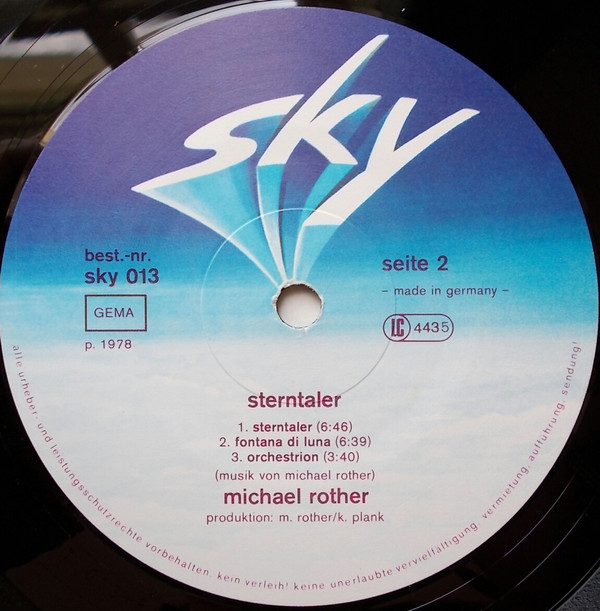 sky
best.-nr.
sky 013
GEMA
p. 1978
seite 2
– made in germany –
LC 4435
sterntaler
1. sterntaler (6:46)
2. fontana di luna (6:39)
3. orchestrion (3:40)
(musik von michael rother)
michael rother
produktion: m. rother/k. plank
alle urheber- und leistungsschutzrechte vorbehalten. kein verleih! keine unerlaubte vervielfältigung, vermietung, aufführung, sendung!